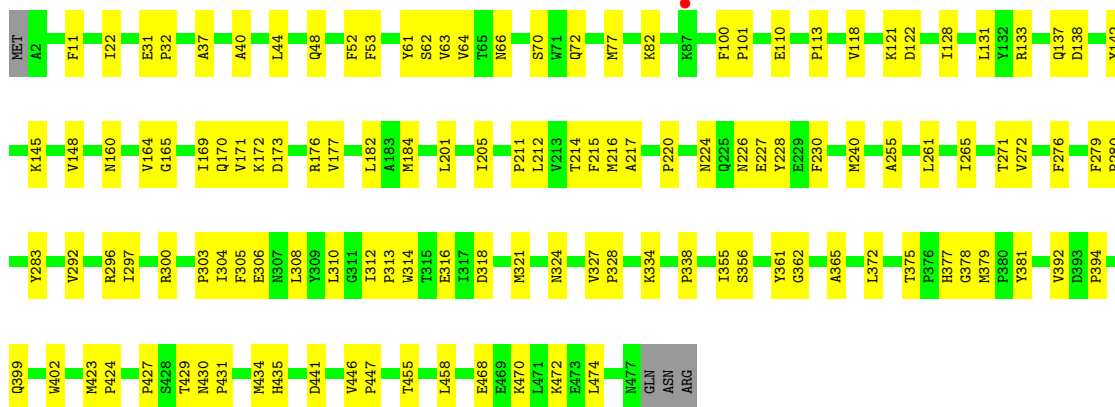 MET A2 F11 I22 E31 P32 A37 A40 L44 Q48 F52 F53 Y61 S62 V63 V64 T65 N66 S70 W71 Q72 M77 K82 K87 F100 P101 E110 P113 V118 K121 D122 I128 L131 Y132 R133 Q137 D138 Y142
K145 V148 N160 V164 G165 I169 Q170 V171 K172 D173 R176 V177 L182 A183 M184 L201 I205 P211 L212 V213 T214 F215 M216 A217 P220 N224 Q225 N226 E227 Y228 E229 F230 M240 A255 L261 I265 T271 V272 F276 F279 P280
Y283 V292 R296 I297 R300 P303 I304 F305 E306 N307 L308 Y309 L310 G311 I312 P313 W314 T315 E316 I317 D318 M321 N324 V327 P328 K334 P338 I355 S356 Y361 G362 A365 L372 T375 P376 H377 G378 M379 P380 Y381 V392 D393 P394
Q399 W402 M423 P424 P427 S428 T429 N430 P431 M434 H435 D441 V446 P447 T455 L458 E468 E469 K470 L471 K472 E473 L474 N477 GLN ASN ARG